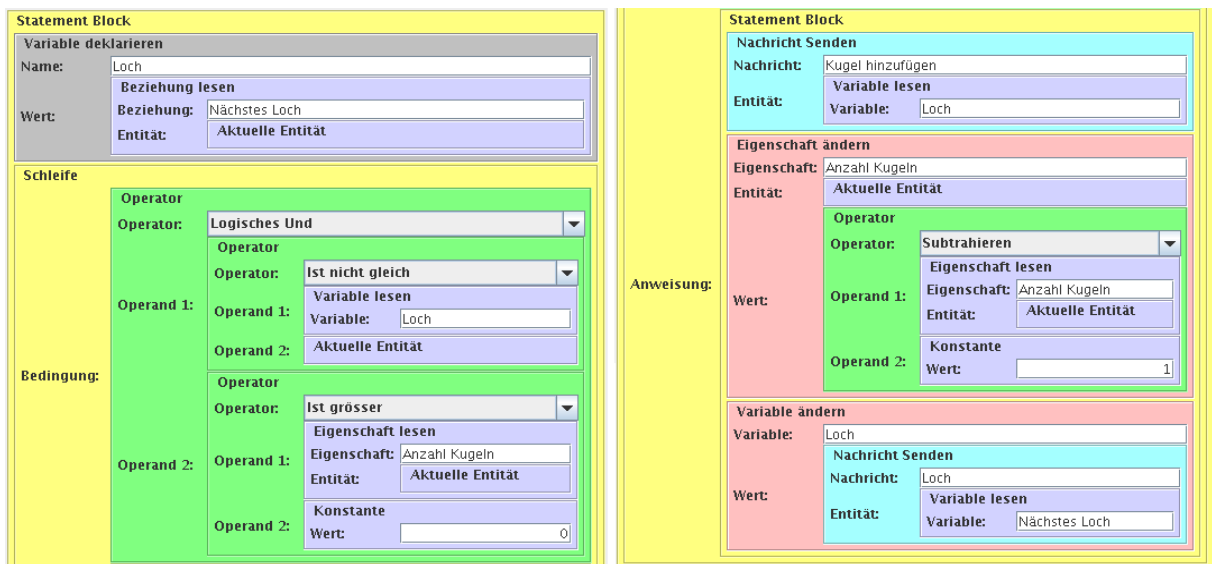 Statement Block
Variable deklarieren
Name: Loch
Wert:
Beziehung lesen
Beziehung: Nächstes Loch
Entität: Aktuelle Entität
Schleife
Bedingung:
Operator
Operator: Logisches Und
Operand 1:
Operator
Operator: Ist nicht gleich
Operand 1:
Variable lesen
Variable: Loch
Operand 2: Aktuelle Entität
Operand 2:
Operator
Operator: Ist grösser
Operand 1:
Eigenschaft lesen
Eigenschaft: Anzahl Kugeln
Entität: Aktuelle Entität
Operand 2:
Konstante
Wert: 0
Anweisung:
Statement Block
Nachricht Senden
Nachricht: Kugel hinzufügen
Entität:
Variable lesen
Variable: Loch
Eigenschaft ändern
Eigenschaft: Anzahl Kugeln
Entität: Aktuelle Entität
Wert:
Operator
Operator: Subtrahieren
Operand 1:
Eigenschaft lesen
Eigenschaft: Anzahl Kugeln
Entität: Aktuelle Entität
Operand 2:
Konstante
Wert: 1
Variable ändern
Variable: Loch
Wert:
Nachricht Senden
Nachricht: Loch
Entität:
Variable lesen
Variable: Nächstes Loch